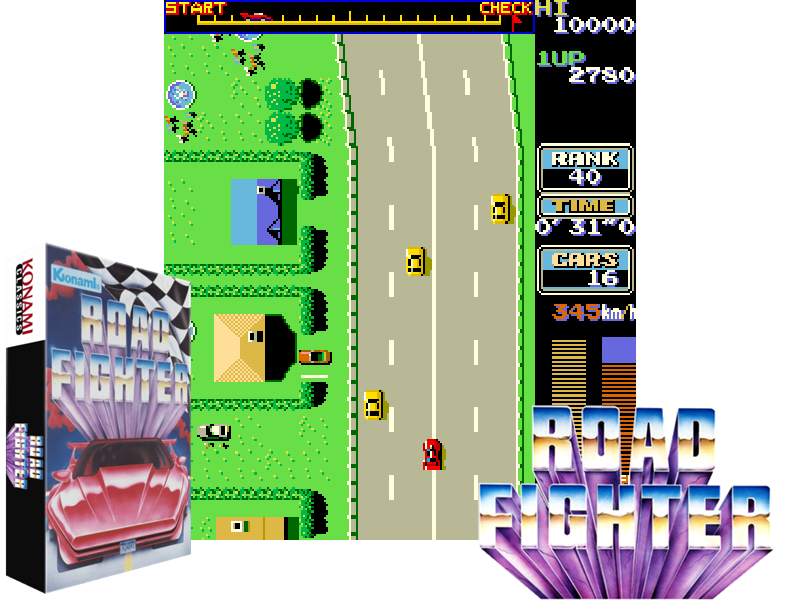 START
CHECK
HI
10000
1UP
2780
RANK
40
TIME
0'31"0
CARS
16
345km/h
KONAMI
CLASSICS
Konami
ROAD
FIGHTER
ROAD
FIGHTER
ROAD
FIGHTER